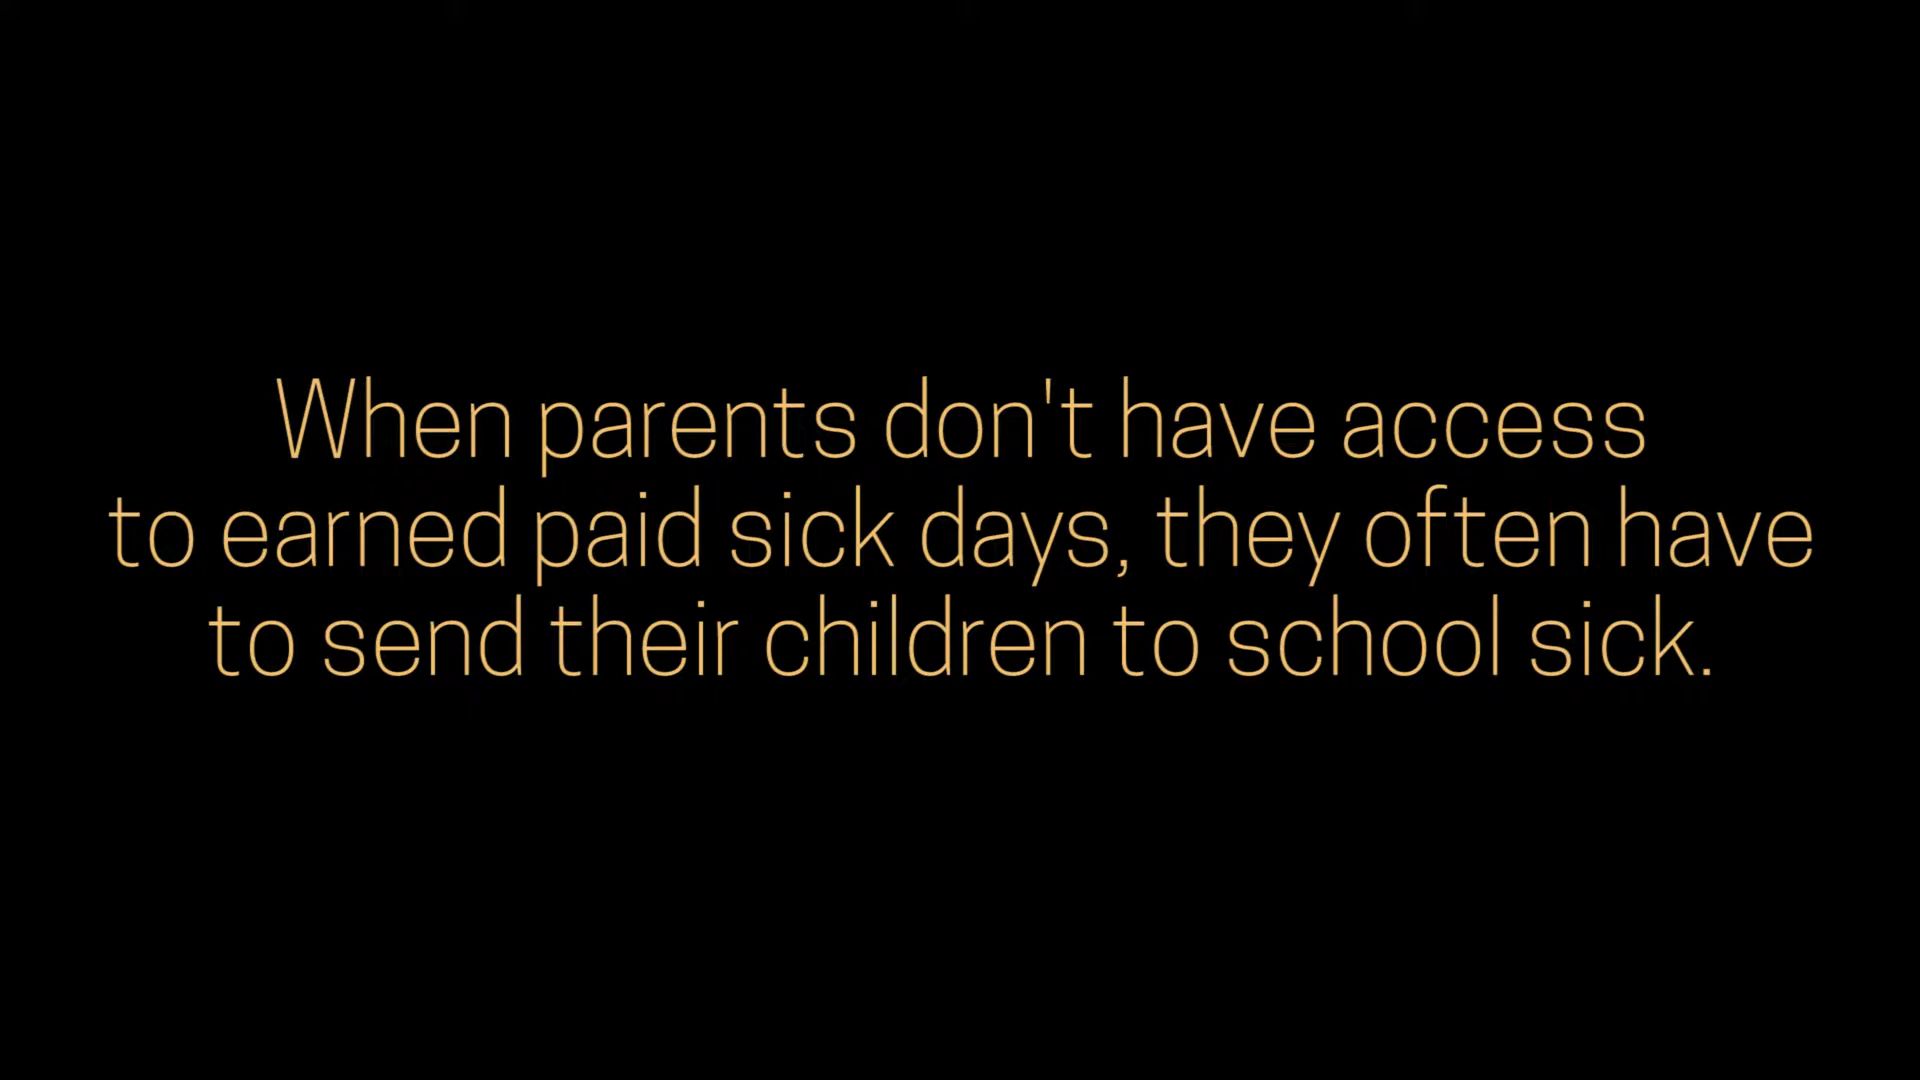 When parents don't have access
to earned paid sick days, they often have
to send their children to school sick.